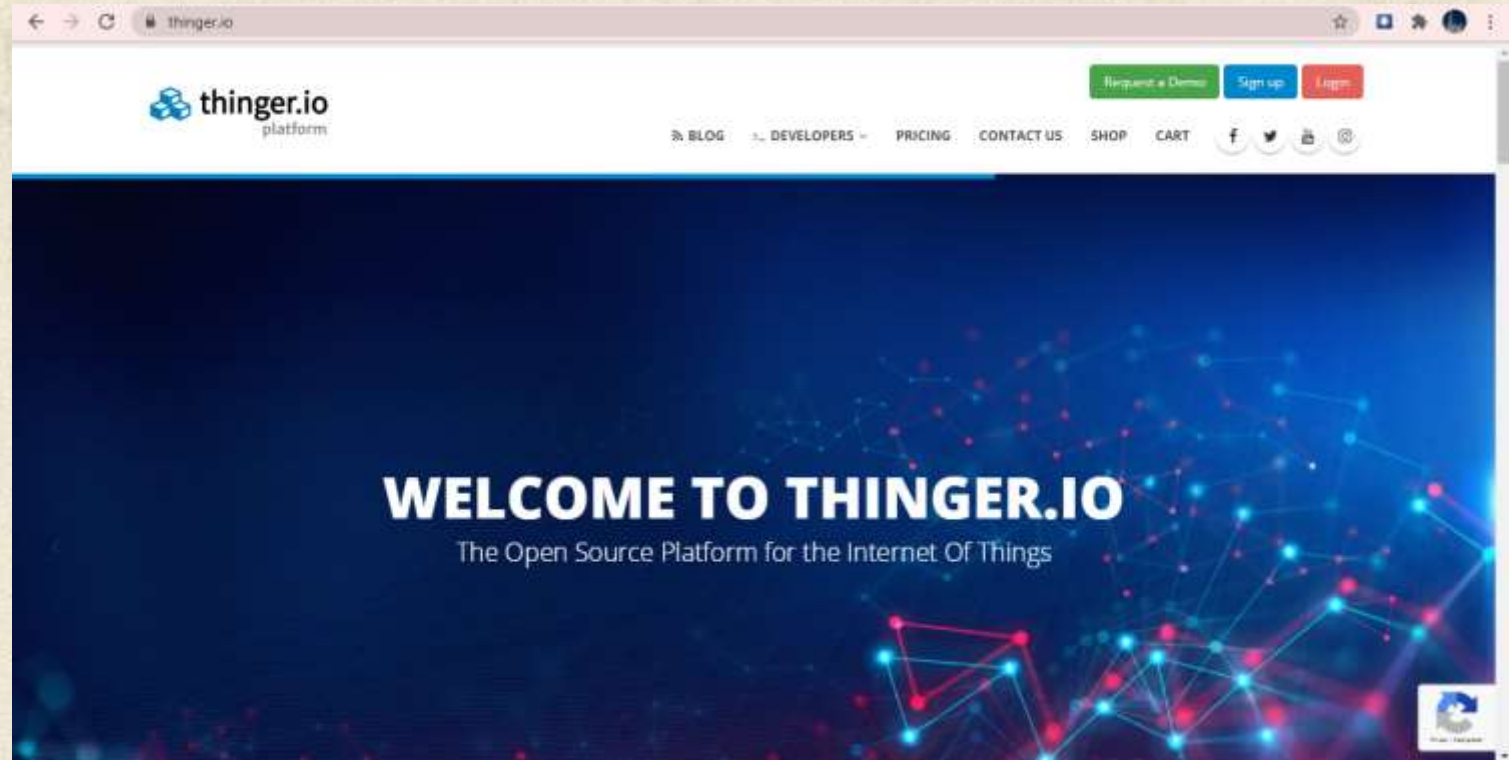 thinger.io
thinger.io
platform
Request a Demo
Sign up
Login
BLOG
DEVELOPERS
PRICING
CONTACT US
SHOP
CART
WELCOME TO THINGER.IO
The Open Source Platform for the Internet Of Things